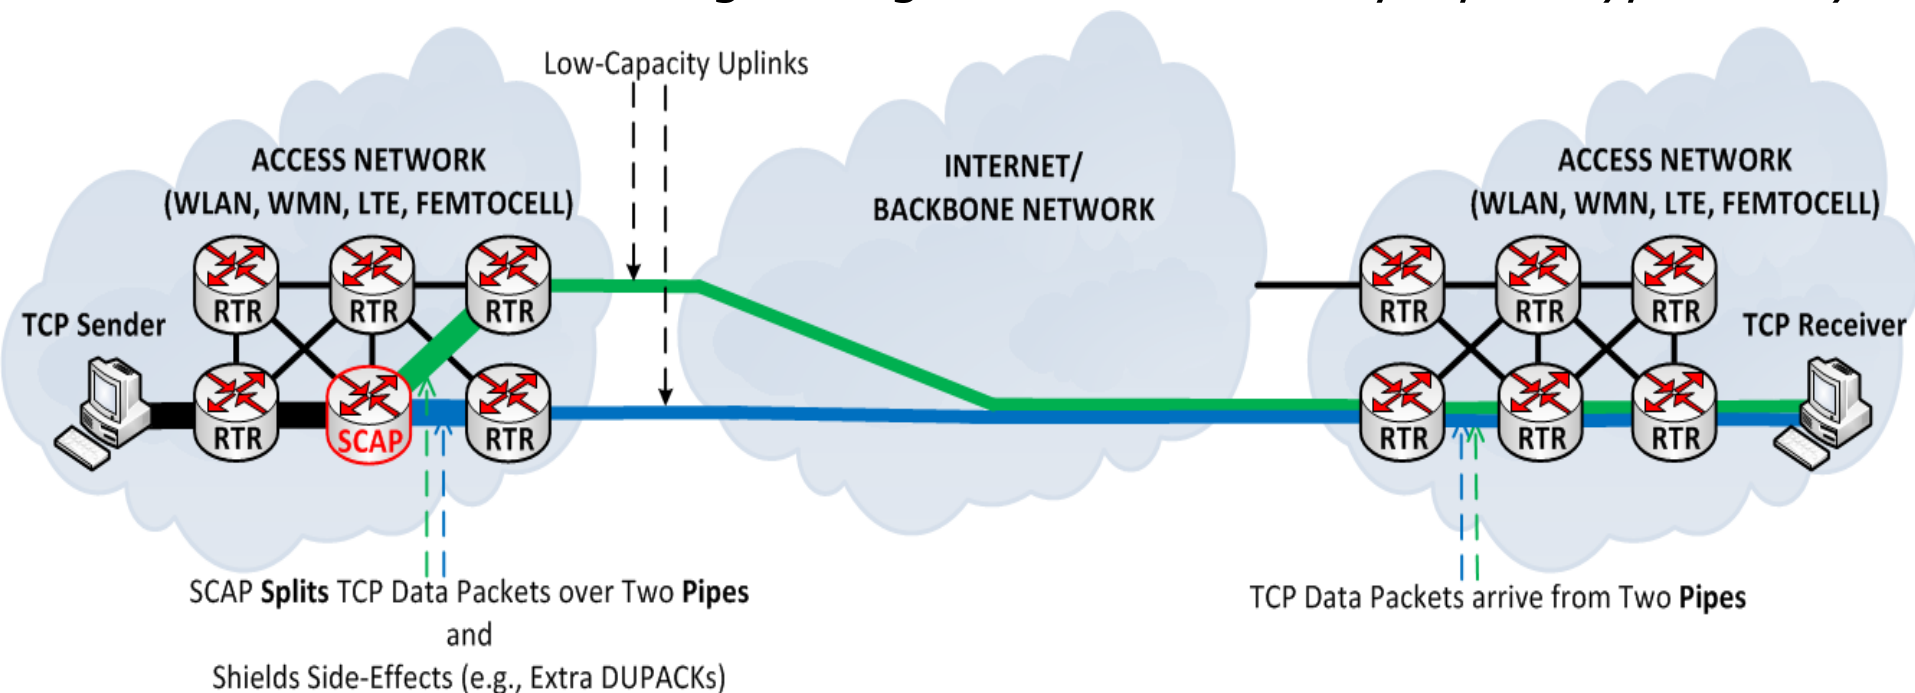 Low-Capacity Uplinks
ACCESS NETWORK
(WLAN, WMN, LTE, FEMTOCELL)
INTERNET/
BACKBONE NETWORK
ACCESS NETWORK
(WLAN, WMN, LTE, FEMTOCELL)
RTR
RTR
RTR
RTR
RTR
RTR
TCP Sender
TCP Receiver
RTR
SCAP
RTR
RTR
RTR
RTR
SCAP Splits TCP Data Packets over Two Pipes
and
Shields Side-Effects (e.g., Extra DUPACKs)
TCP Data Packets arrive from Two Pipes